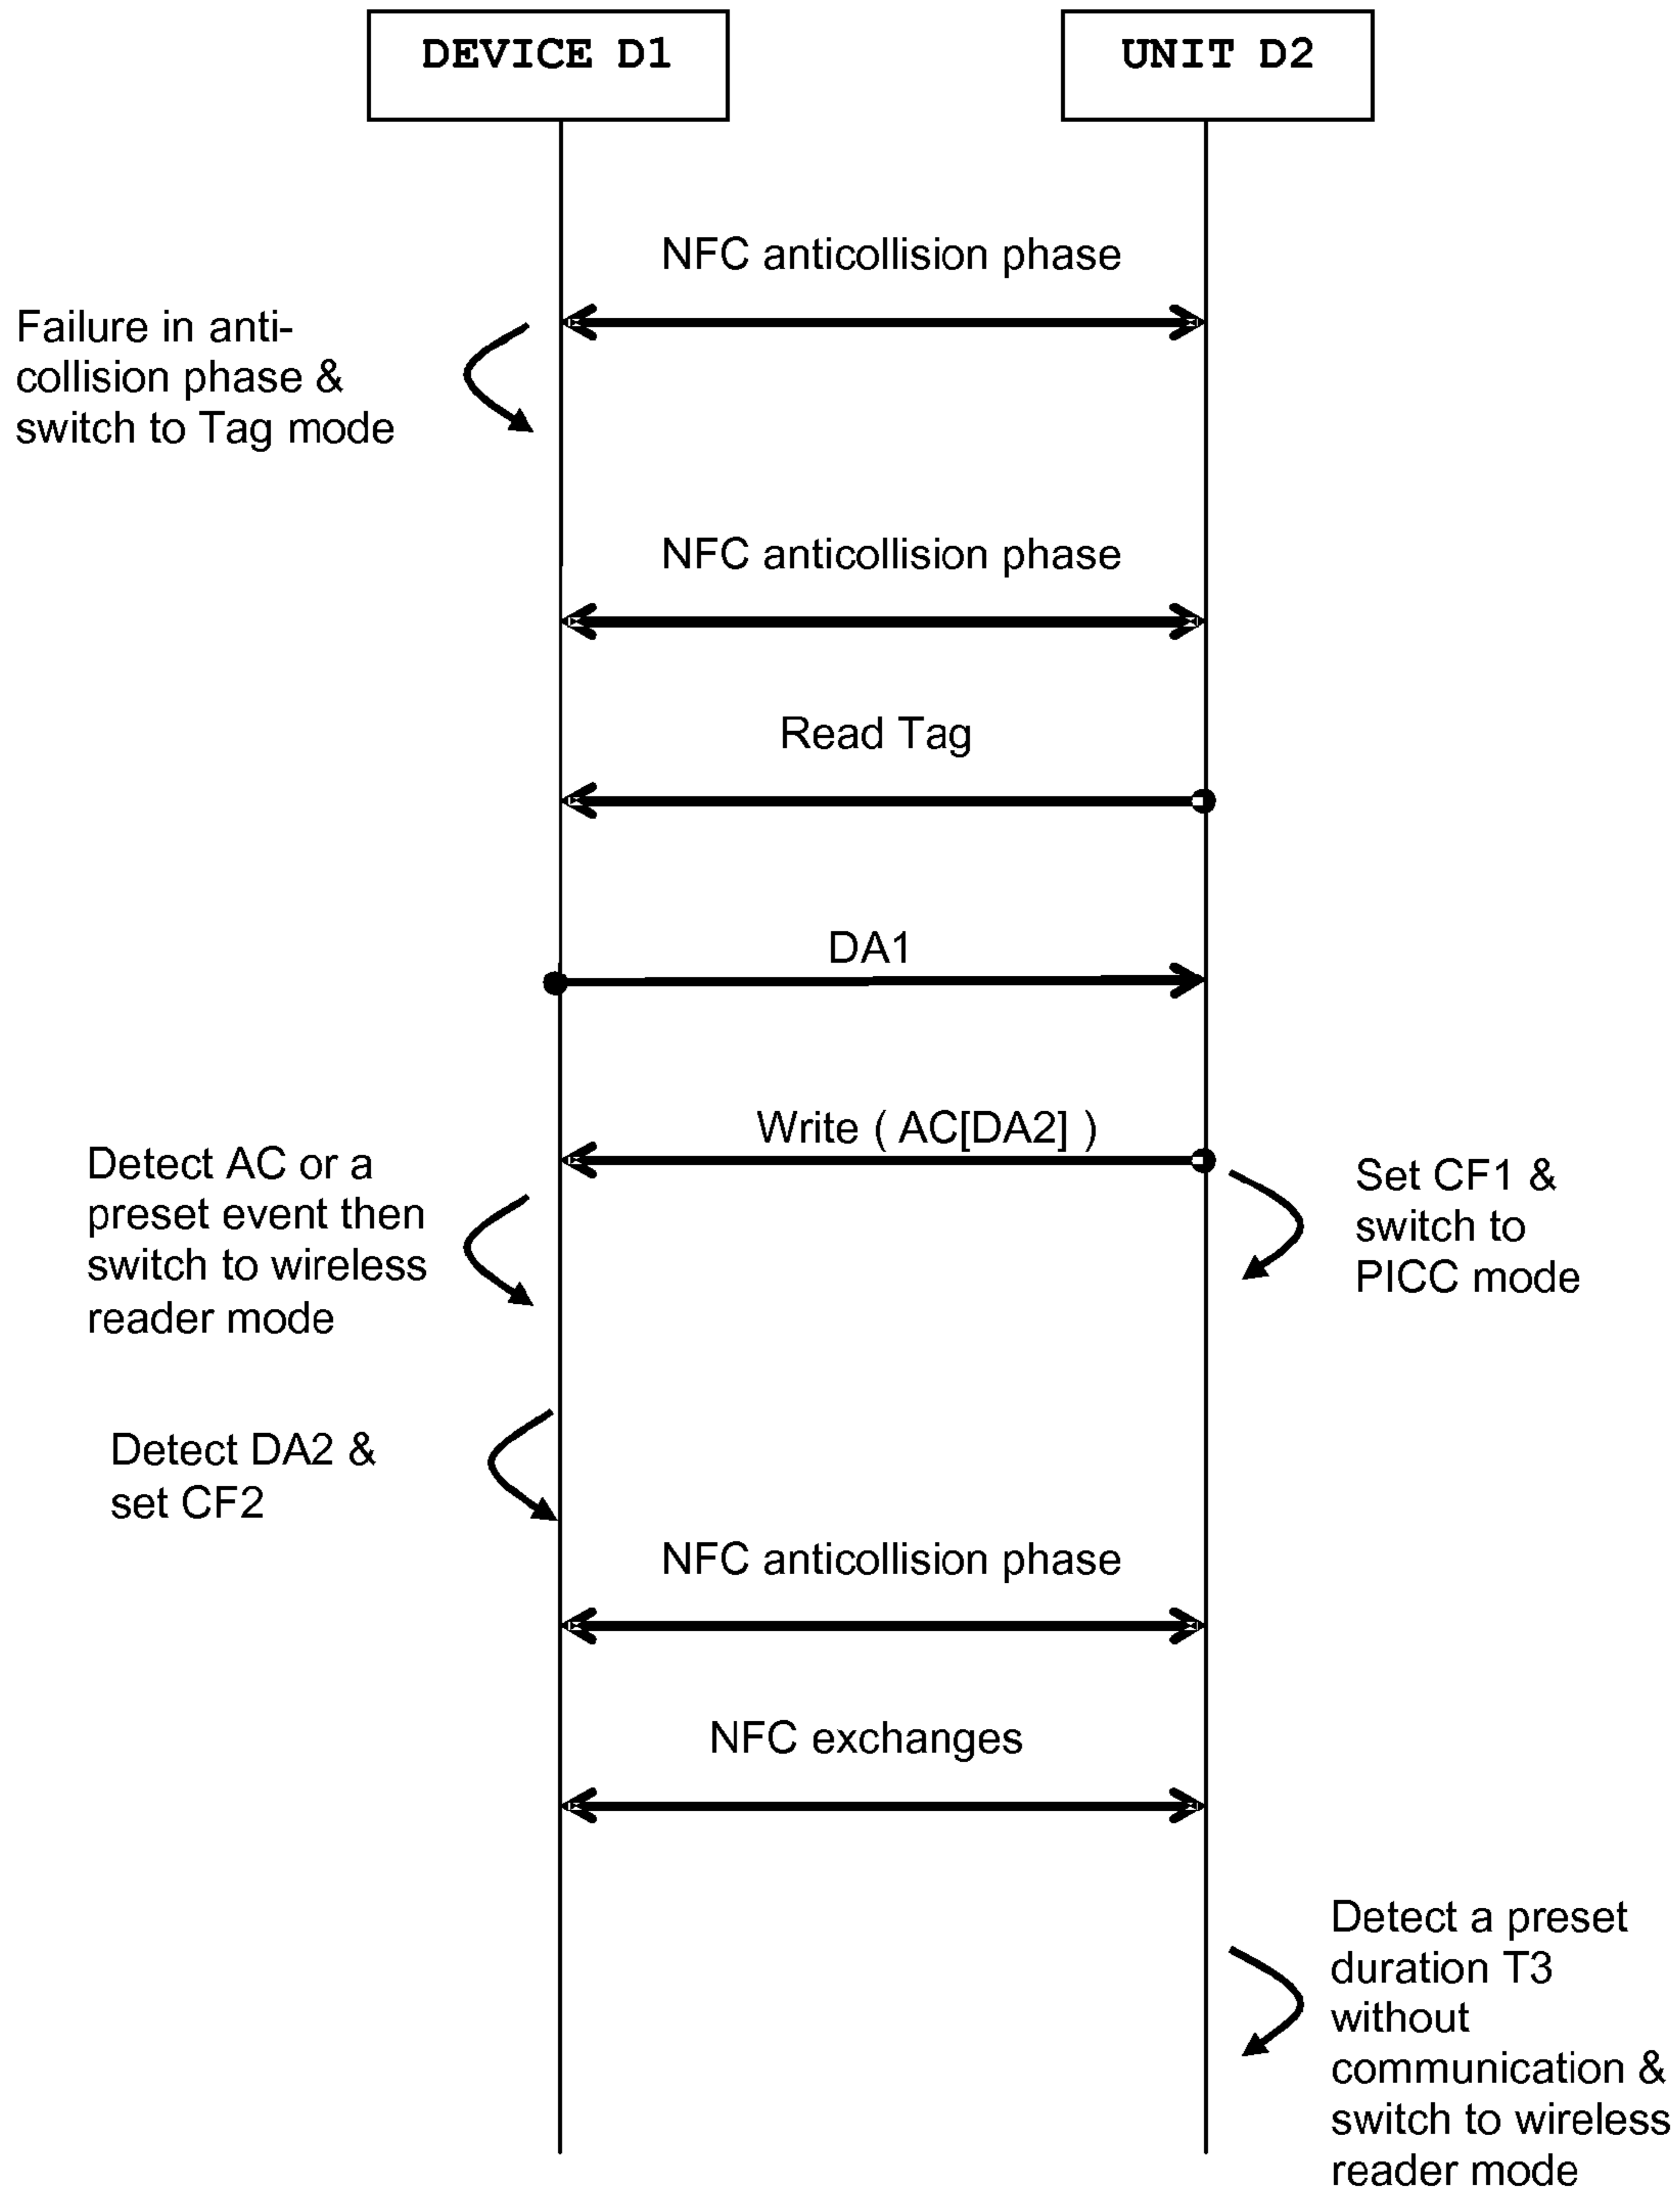 DEVICE D1
UNIT D2
NFC anticollision phase
Failure in anti-
collision phase &
switch to Tag mode
NFC anticollision phase
Read Tag
DA1
Write ( AC[DA2] )
Detect AC or a
preset event then
switch to wireless
reader mode
Set CF1 &
switch to
PICC mode
Detect DA2 &
set CF2
NFC anticollision phase
NFC exchanges
Detect a preset
duration T3
without
communication &
switch to wireless
reader mode